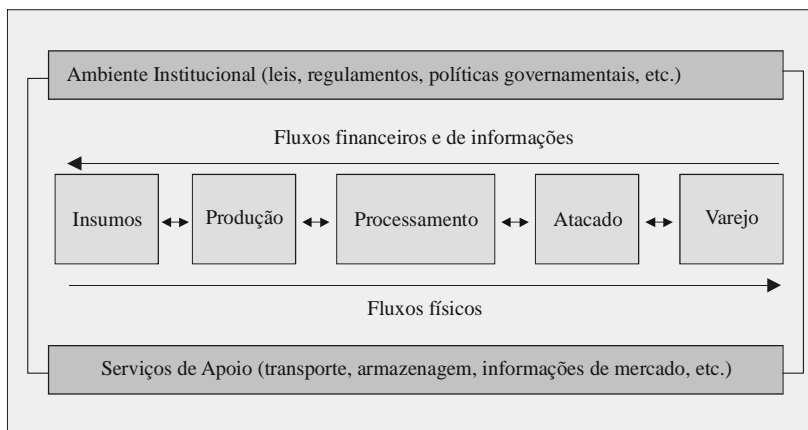 Ambiente Institucional (leis, regulamentos, políticas governamentais, etc.)
Fluxos financeiros e de informações
Insumos
Produção
Processamento
Atacado
Varejo
Fluxos físicos
Serviços de Apoio (transporte, armazenagem, informações de mercado, etc.)